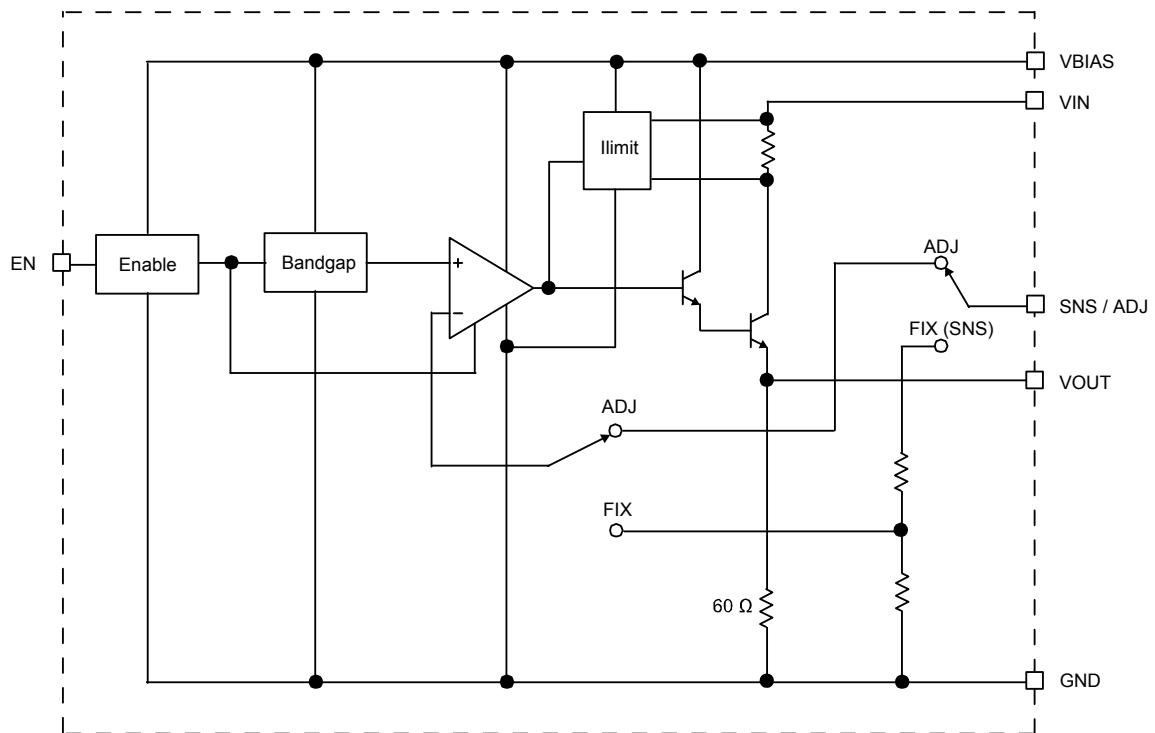 VBIAS
VIN
Ilimit
EN
Enable
Bandgap
+
−
ADJ
SNS / ADJ
FIX (SNS)
VOUT
ADJ
FIX
60 Ω
GND